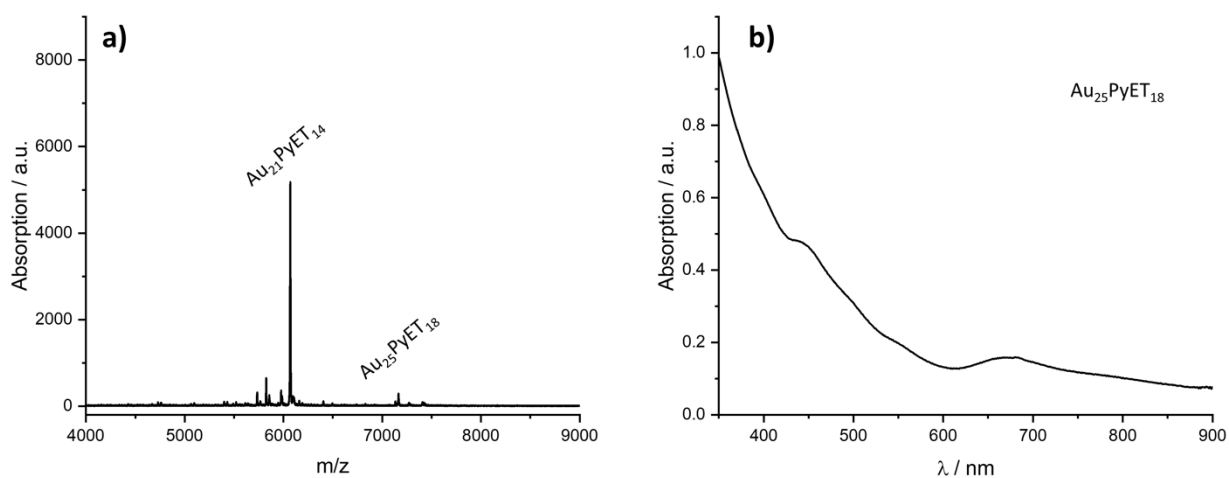 a)
8000
6000
4000
2000
0
Absorption / a.u.
4000
5000
6000
7000
8000
9000
m/z
Au₂₁PyET₁₄
Au₂₅PyET₁₈
b)
1.0
0.8
0.6
0.4
0.2
0.0
Absorption / a.u.
400
500
600
700
800
900
λ / nm
Au₂₅PyET₁₈